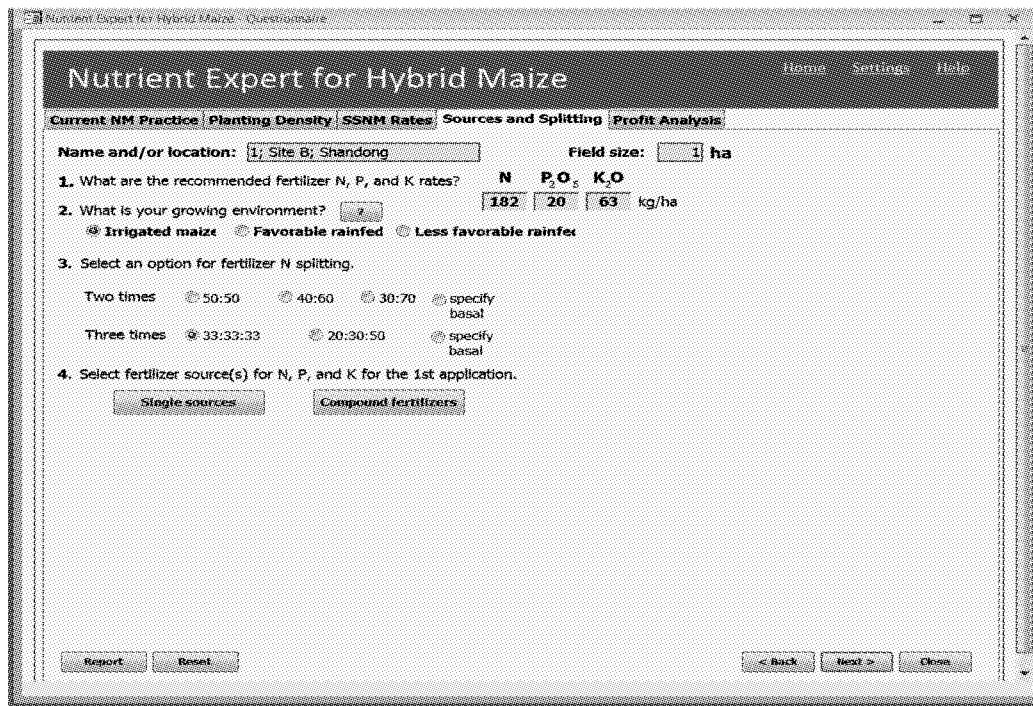 Nutrient Expert for Hybrid Maize - Questionnaire
Nutrient Expert for Hybrid Maize
Home Settings Help
Current NM Practice Planting Density SSNM Rates Sources and Splitting Profit Analysis
Name and/or location: 1; Site B; Shandong Field size: 1 ha
1. What are the recommended fertilizer N, P, and K rates? N P2O5 K2O
182 20 63 kg/ha
2. What is your growing environment? ?
Irrigated maize Favorable rainfed Less favorable rainfed
3. Select an option for fertilizer N splitting.
Two times 50:50 40:60 30:70 specify
basal
Three times 33:33:33 20:30:50 specify
basal
4. Select fertilizer source(s) for N, P, and K for the 1st application.
Single sources Compound fertilizers
Report Reset < Back Next > Close